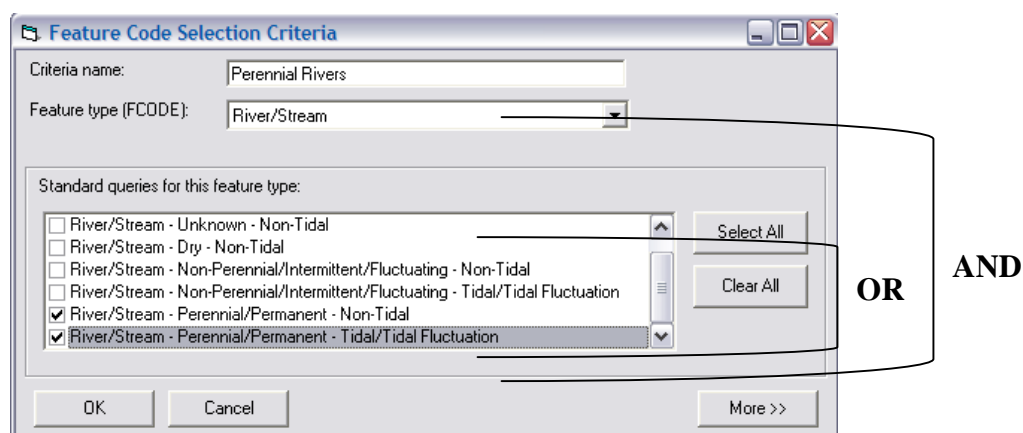 Feature Code Selection Criteria
Criteria name: Perennial Rivers
Feature type (FCODE): River/Stream
Standard queries for this feature type:
River/Stream - Unknown - Non-Tidal
River/Stream - Dry - Non-Tidal
River/Stream - Non-Perennial/Intermittent/Fluctuating - Non-Tidal
River/Stream - Non-Perennial/Intermittent/Fluctuating - Tidal/Tidal Fluctuation
River/Stream - Perennial/Permanent - Non-Tidal
River/Stream - Perennial/Permanent - Tidal/Tidal Fluctuation
Select All
Clear All
OR
AND
OK Cancel More >>